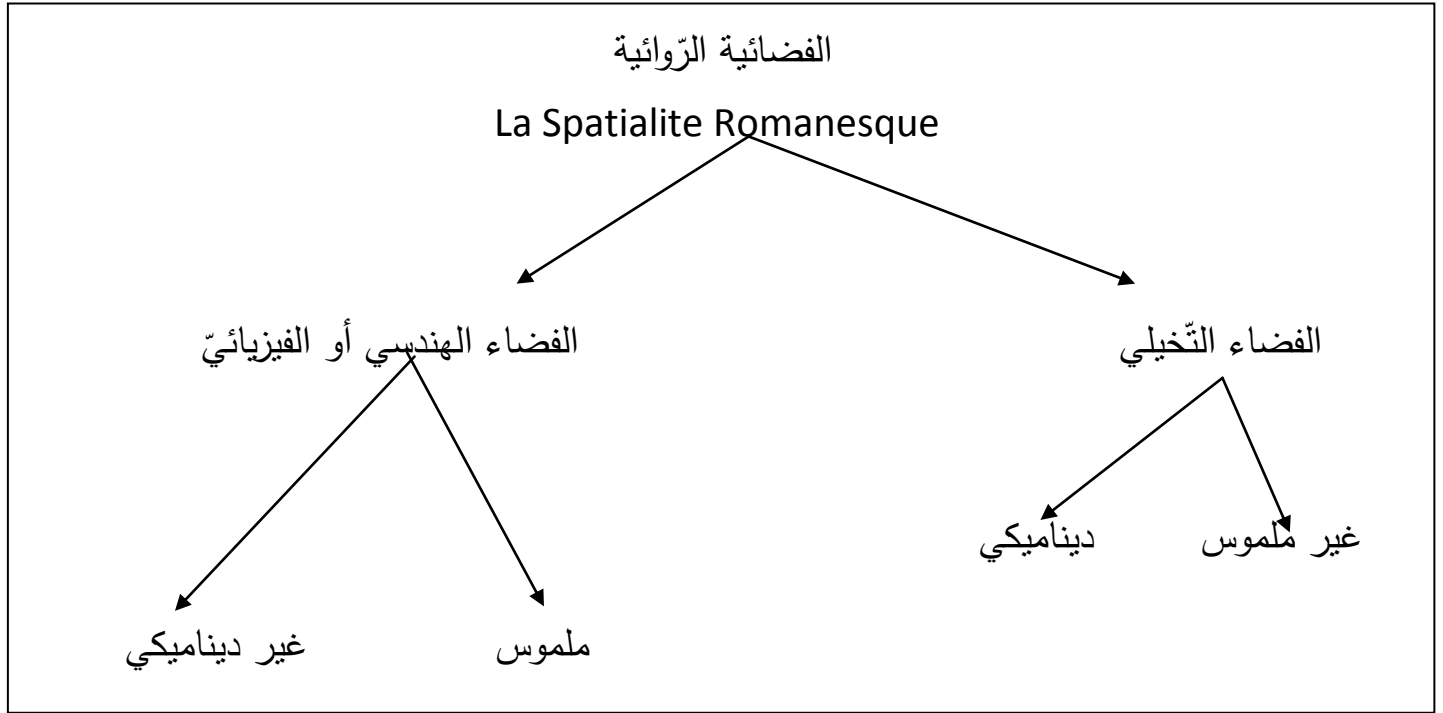 الفضائية الرّوائية
La Spatialite Romanesque
الفضاء التّخيلي
الفضاء الهندسي أو الفيزيائيّ
غير ملموس
ديناميكي
ملموس
غير ديناميكي